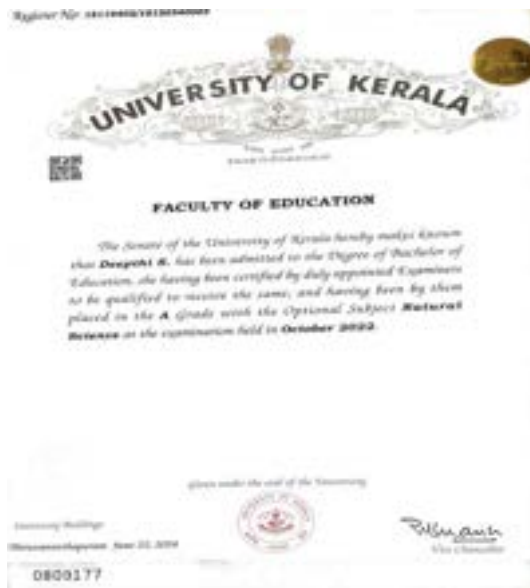 Register No:
UNIVERSITY OF KERALA
FACULTY OF EDUCATION
The Senate of the University of Kerala hereby makes known
that Deepthi S. has been admitted to the Degree of Bachelor of
Education, she having been certified by duly appointed Examiners
to be qualified to receive the same, and having been by them
placed in the A Grade with the Optional Subject Natural
Science at the examination held in October 2022.
Given under the seal of the University
University Buildings
Thiruvananthapuram June
Vice Chancellor
0809177